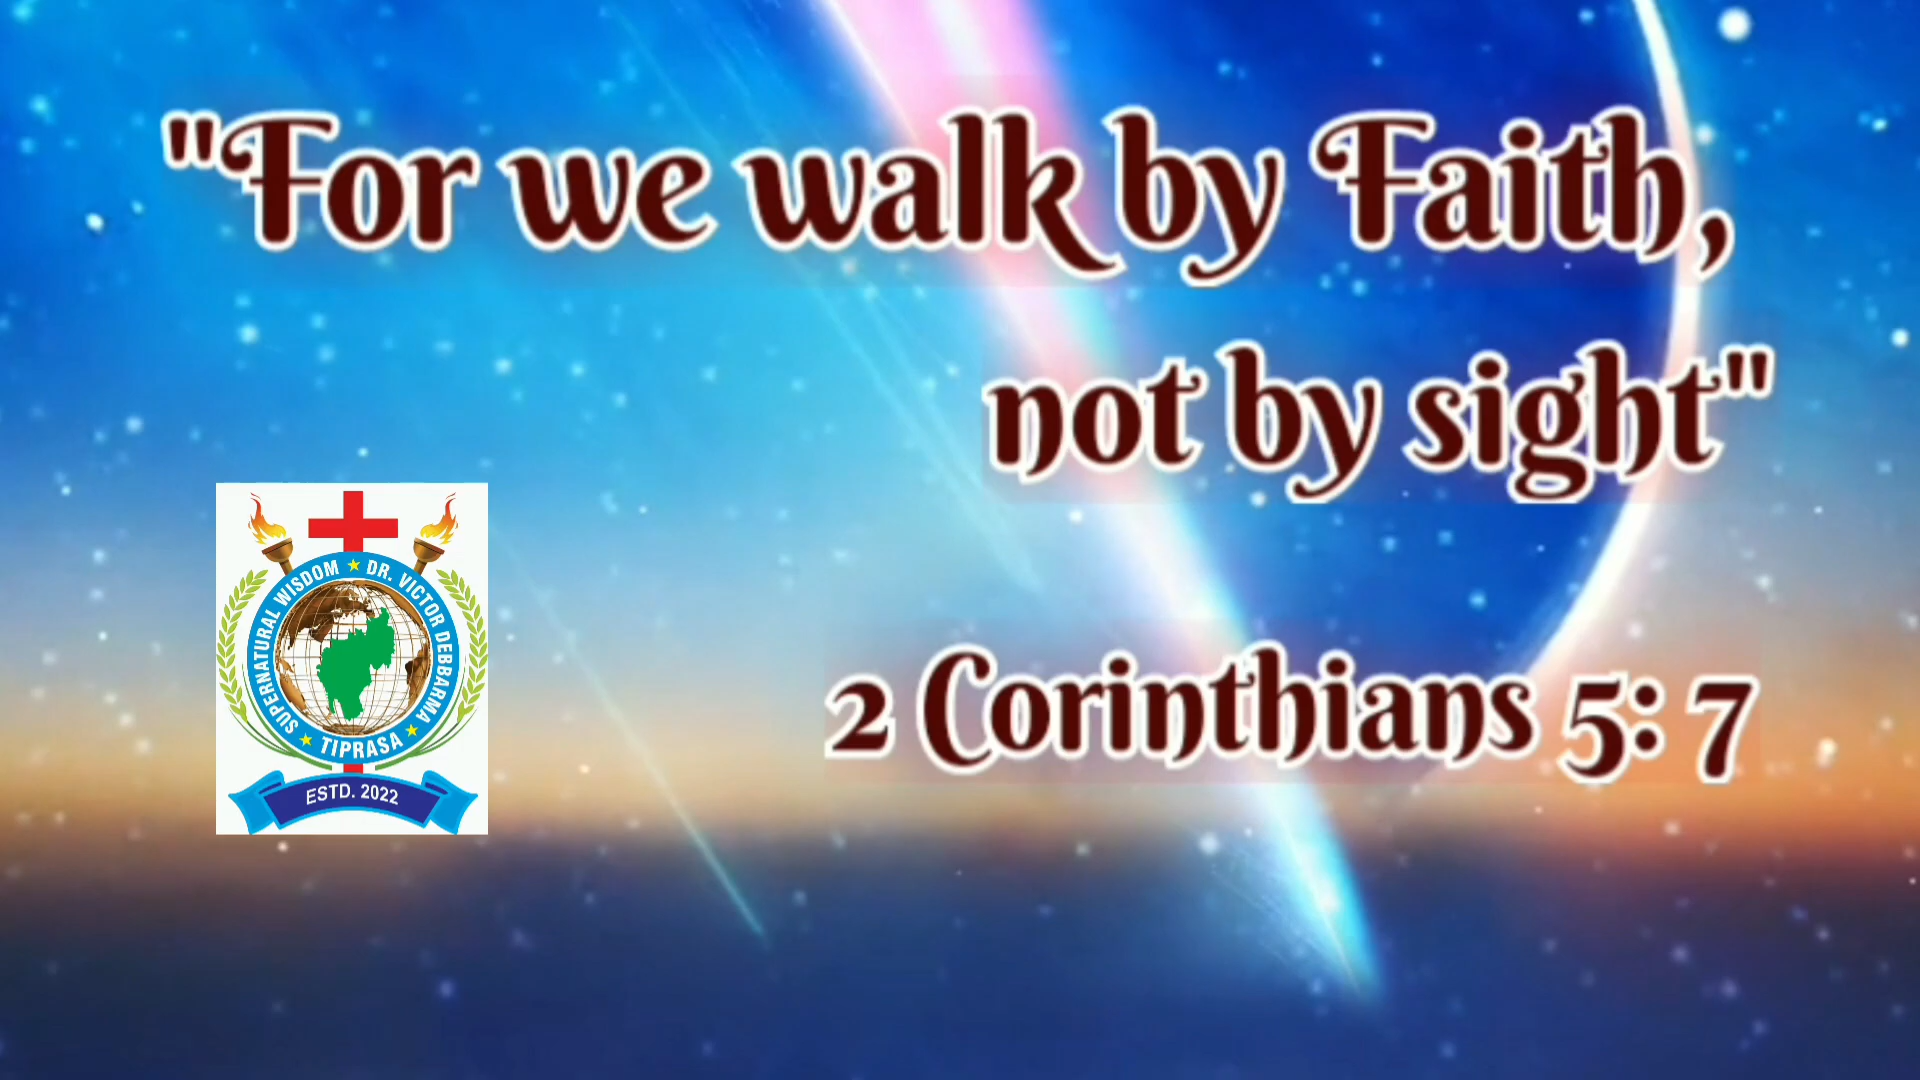 "For we walk by Faith,
not by sight"
2 Corinthians 5: 7
SUPERNATURAL WISDOM ★ DR. VICTOR DEBBARMA
★ TIPRASA ★
ESTD. 2022